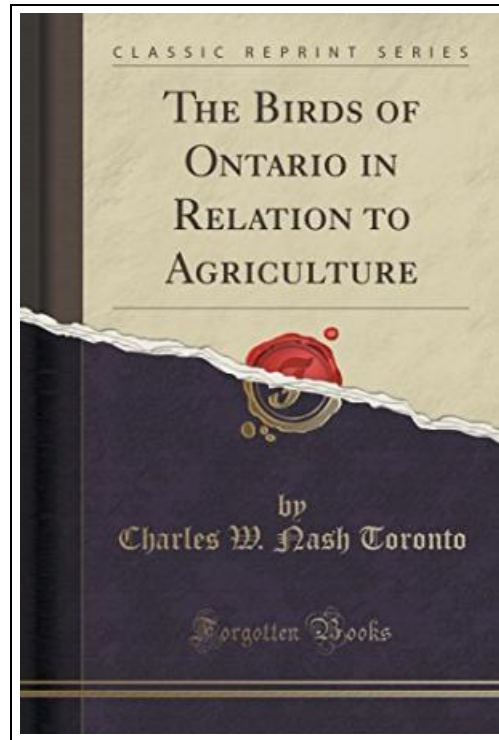 CLASSIC REPRINT SERIES
THE BIRDS OF
ONTARIO IN
RELATION TO
AGRICULTURE
by
Charles W. Nash Toronto
Forgotten Books